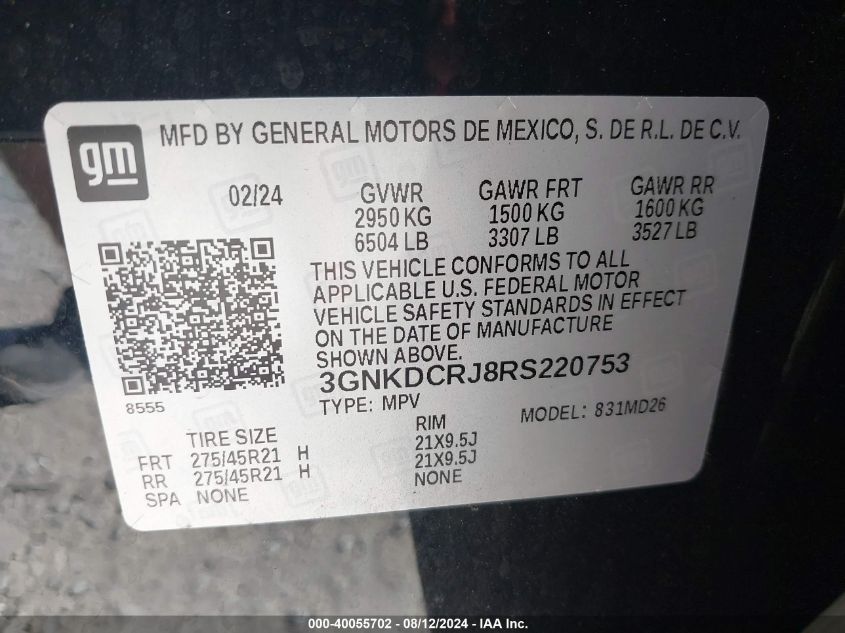 gm
MFD BY GENERAL MOTORS DE MEXICO, S. DE R.L. DE C.V.
02/24 GVWR GAWR FRT GAWR RR
2950 KG 1500 KG 1600 KG
6504 LB 3307 LB 3527 LB
THIS VEHICLE CONFORMS TO ALL
APPLICABLE U.S. FEDERAL MOTOR
VEHICLE SAFETY STANDARDS IN EFFECT
ON THE DATE OF MANUFACTURE
SHOWN ABOVE.
3GNKDCRJ8RS220753
8555 TYPE: MPV MODEL: 831MD26
TIRE SIZE RIM
FRT 275/45R21 H 21X9.5J
RR 275/45R21 H 21X9.5J
SPA NONE NONE
000-40055702 - 08/12/2024 - IAA Inc.